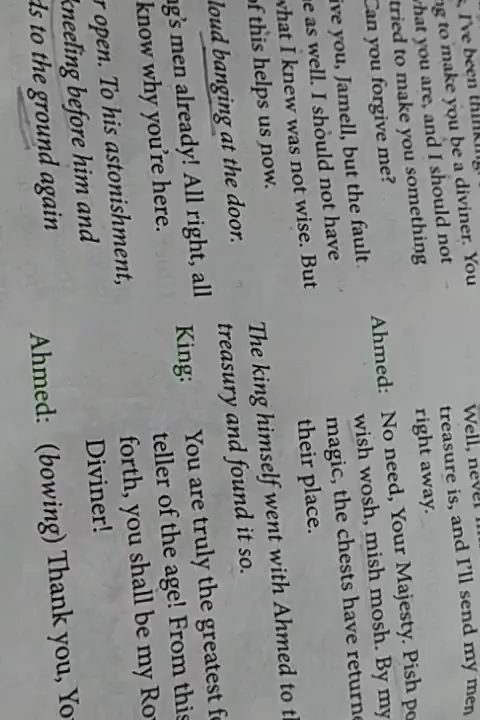 I've been thinking
to make you be a diviner. You
what you are, and I should not
tried to make you something
Can you forgive me?
you, Jamell, but the fault
as well. I should not have
what I knew was not wise. But
of this helps us now.
loud banging at the door.
men already! All right, all
know why you're here.
open. To his astonishment,
kneeling before him and
to the ground again
Well, never
treasure is, and I'll send my men
right away.
Ahmed: No need, Your Majesty. Pish
wish wosh, mish mosh. By my
magic, the chests have
their place.
The king himself went with Ahmed to
treasury and found it so.
King: You are truly the greatest
teller of the age! From this
forth, you shall be my
Diviner!
Ahmed: (bowing) Thank you,